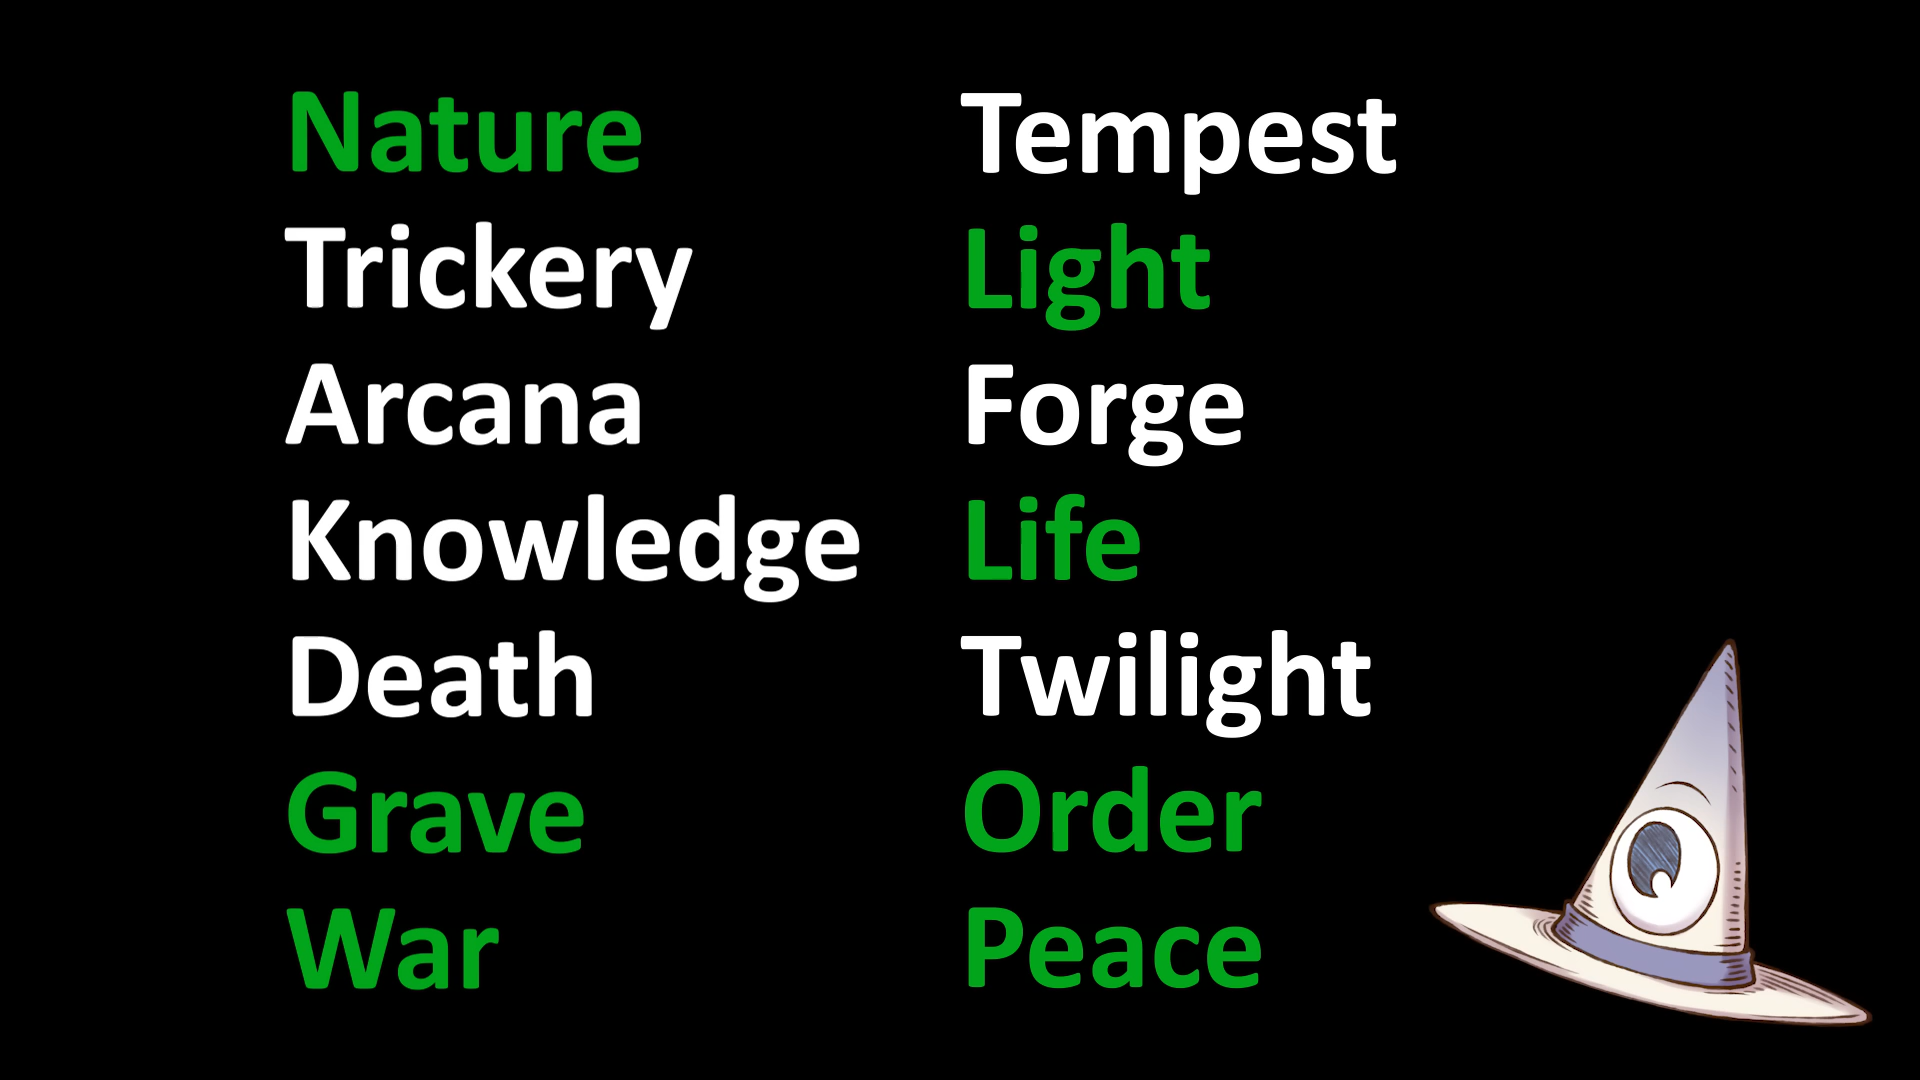 Nature
Trickery
Arcana
Knowledge
Death
Grave
War
Tempest
Light
Forge
Life
Twilight
Order
Peace